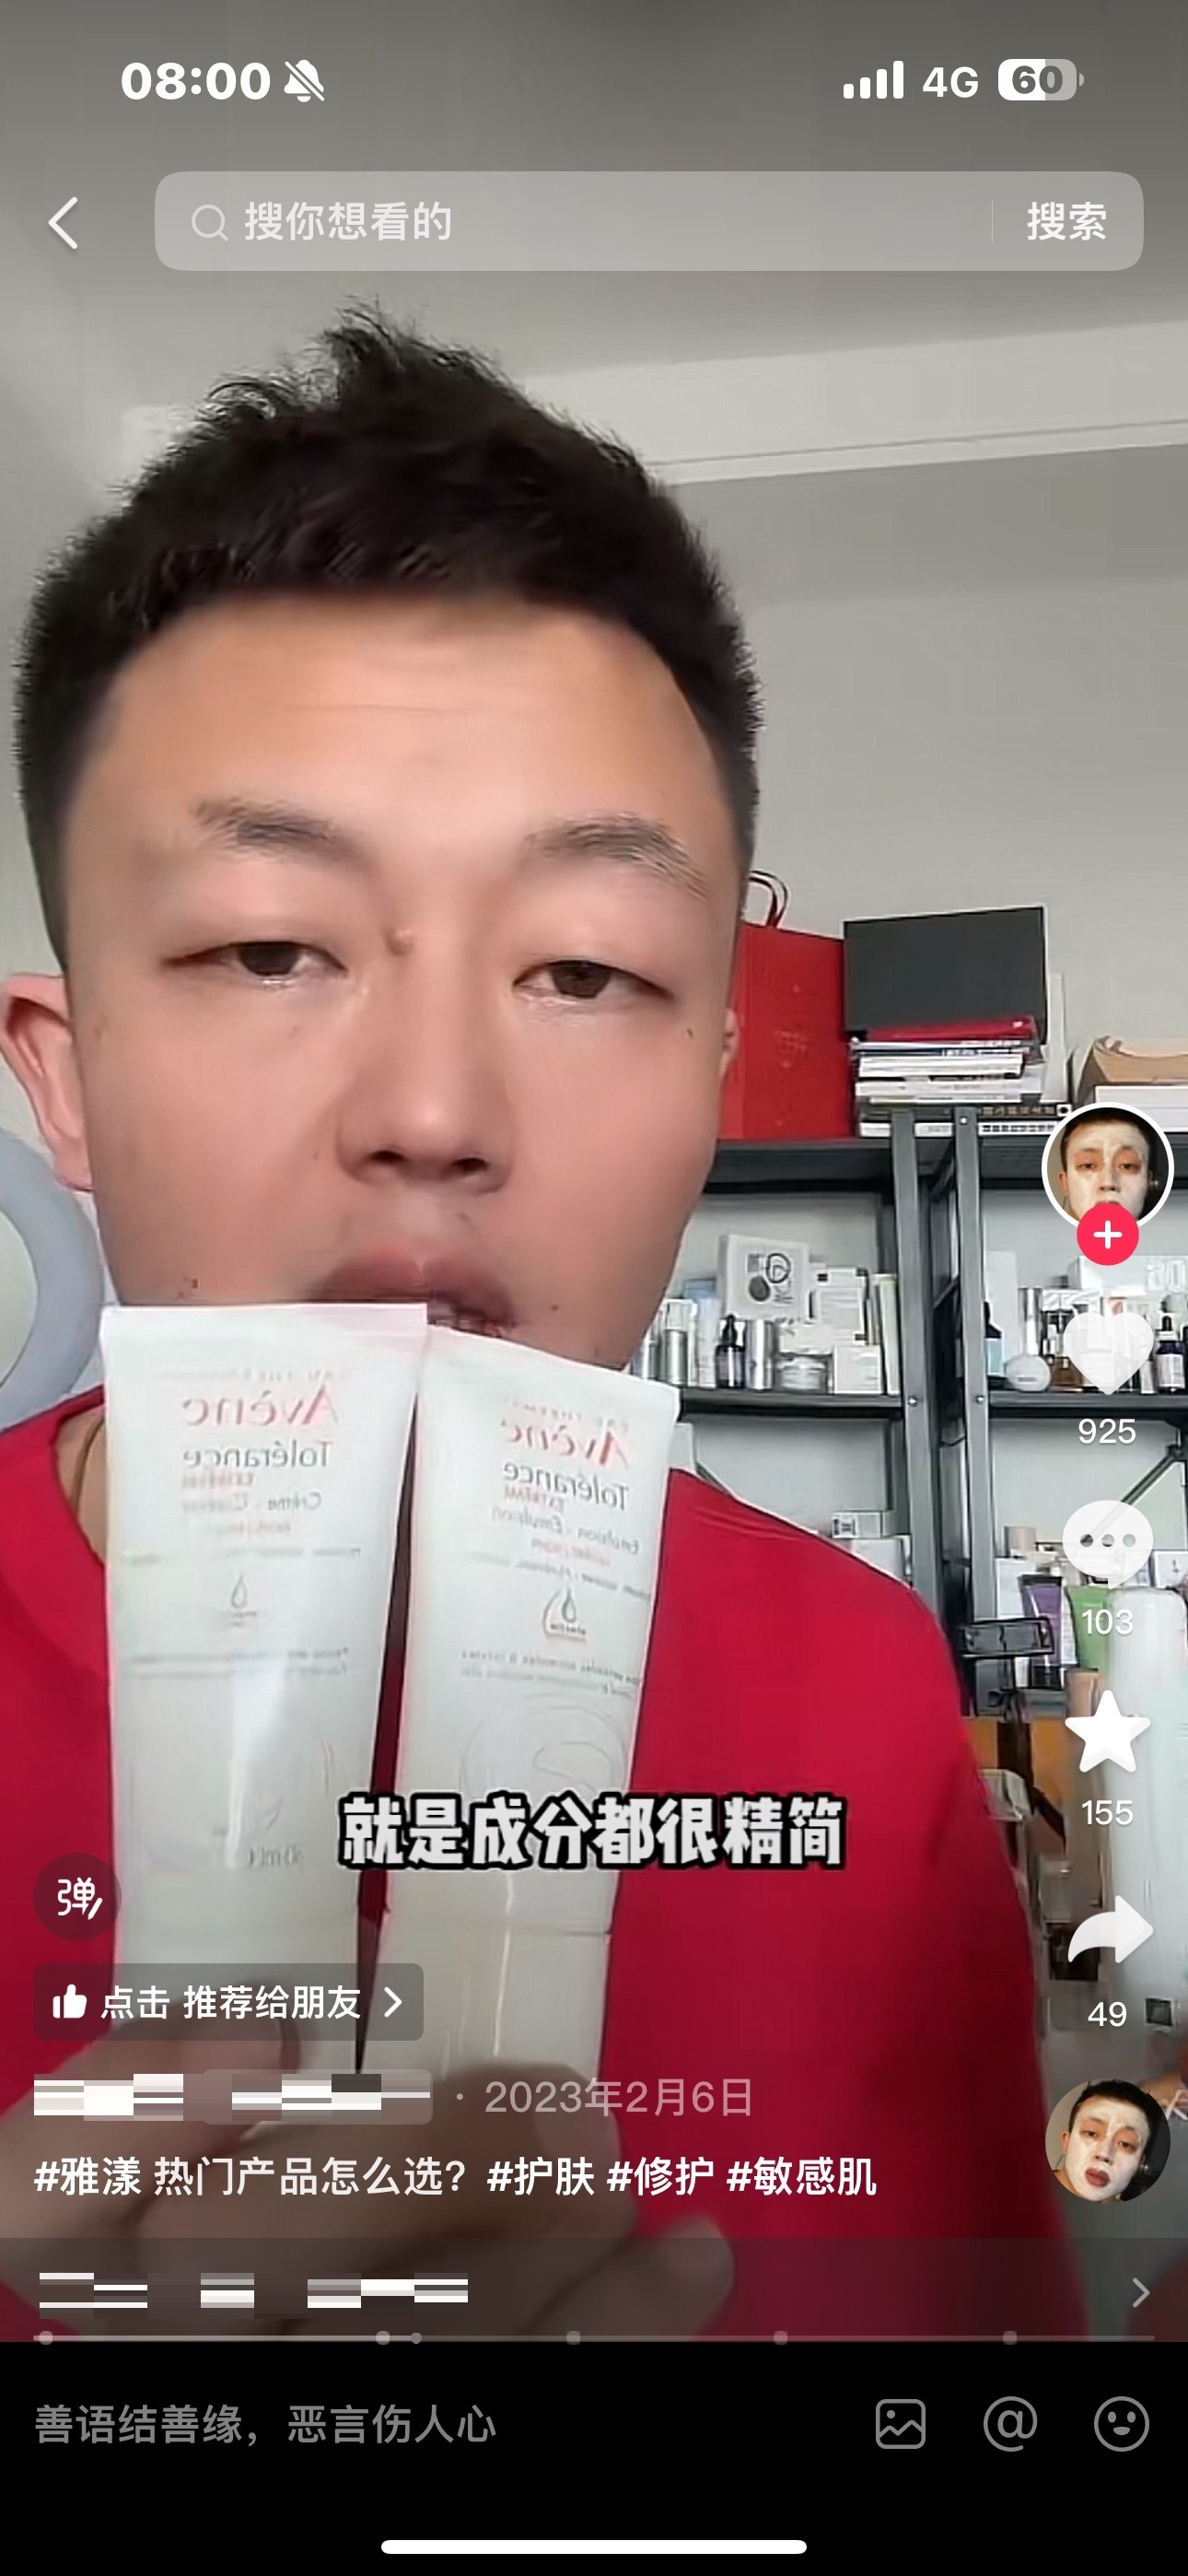 08:00
4G
60
搜你想看的
搜索
Avène
Tolérance
Avène
Tolérance
EXTREME
Emulsion - Emulsion
925
103
155
就是成分都很精简
弹
点击 推荐给朋友
49
· 2023年2月6日
#雅漾 热门产品怎么选？#护肤 #修护 #敏感肌
善语结善缘，恶言伤人心